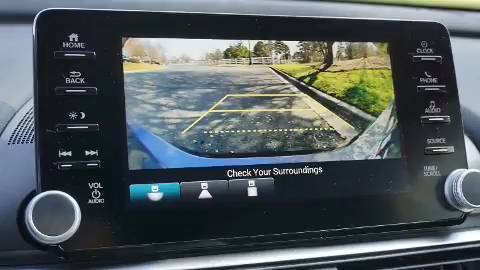 HOME
BACK
VOL
AUDIO
Check Your Surroundings
CLOCK
PHONE
AUDIO
SOURCE
TUNE/
SCROLL